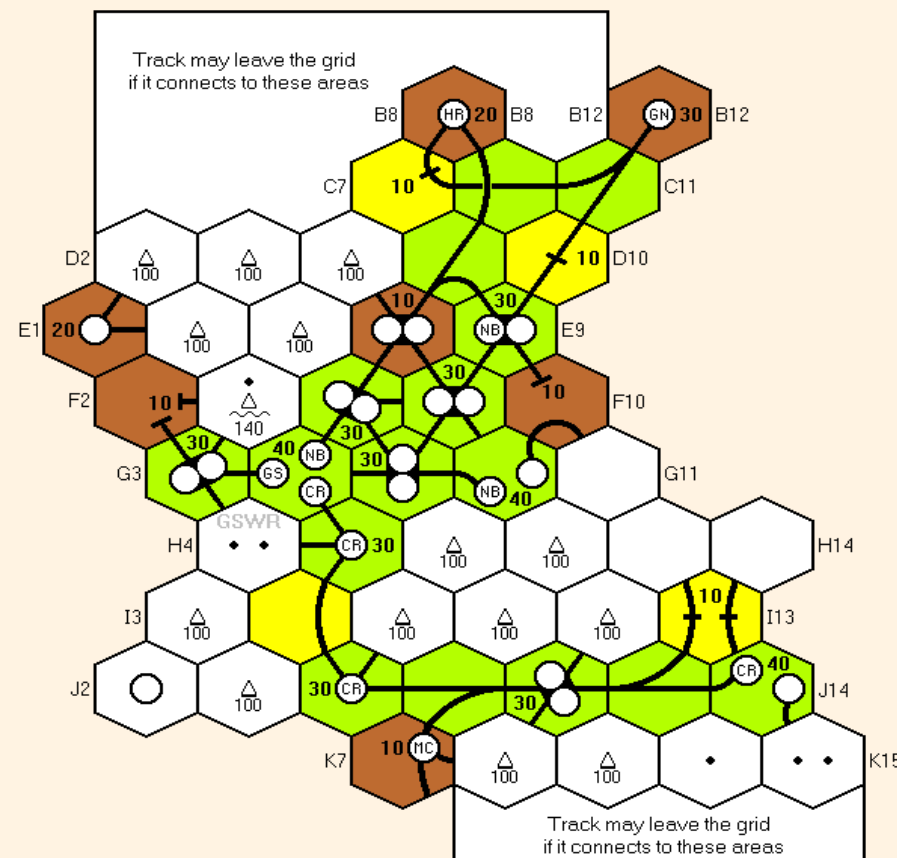 Track may leave the grid
if it connects to these areas
B8 HR 20 B8 B12 GN 30 B12
C7 10 C11
D2 100 100 100 10 D10
E1 20 100 100 10 30 NB E9
F2 10 140 30 10 F10
30
G3 30 GS 40 NB 30 NB 40 G11
CR
GSWR
H4 CR 30 100 100 H14
I3 100 100 100 100 10 I13
J2 100 30 CR 30 CR 40 J14
K7 10 MC 100 100 K15
Track may leave the grid
if it connects to these areas